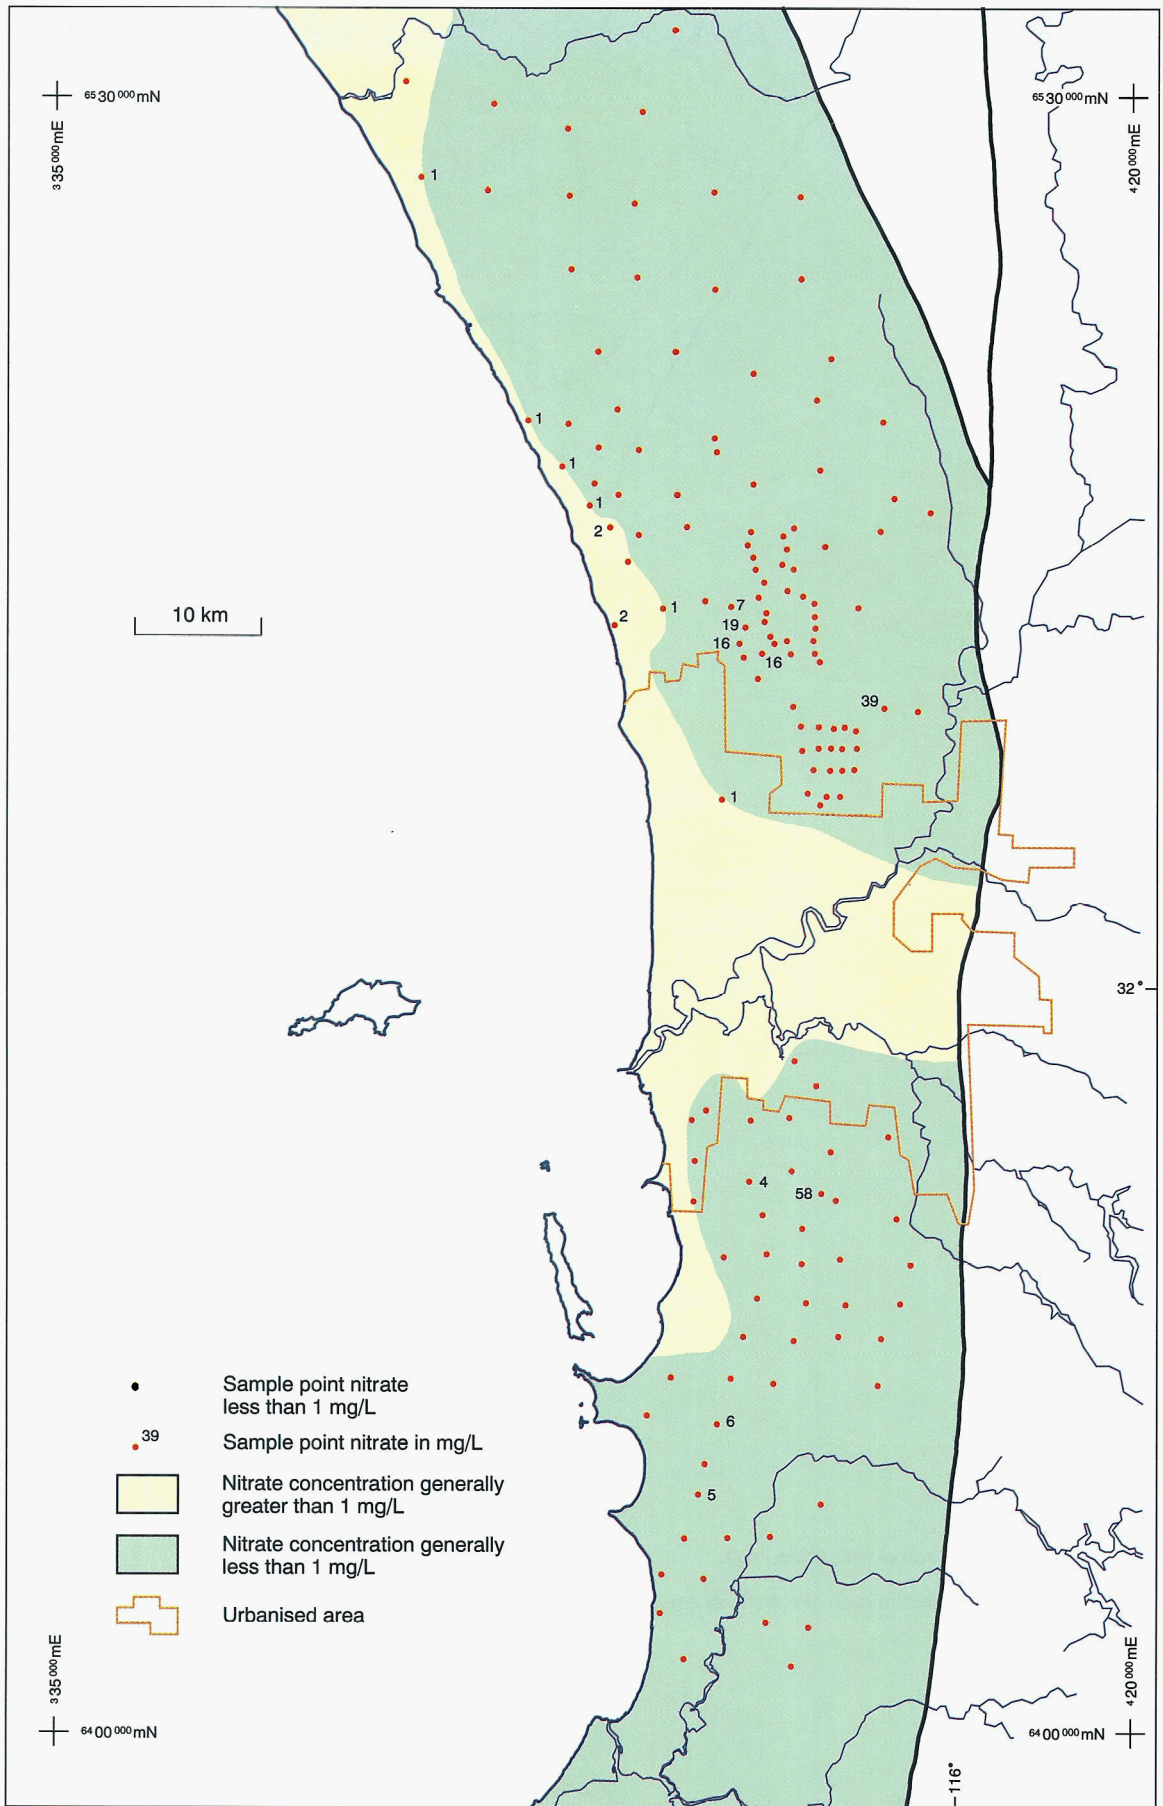 6530 000mN
6530 000mN
335 000mE
420 000mE
1
1
1
1
2
1
7
2
19
16
16
10 km
39
1
32°
4
58
6
5
Sample point nitrate
less than 1 mg/L
39
Sample point nitrate in mg/L
Nitrate concentration generally
greater than 1 mg/L
Nitrate concentration generally
less than 1 mg/L
Urbanised area
335 000mE
420 000mE
6400 000mN
6400 000mN
116°